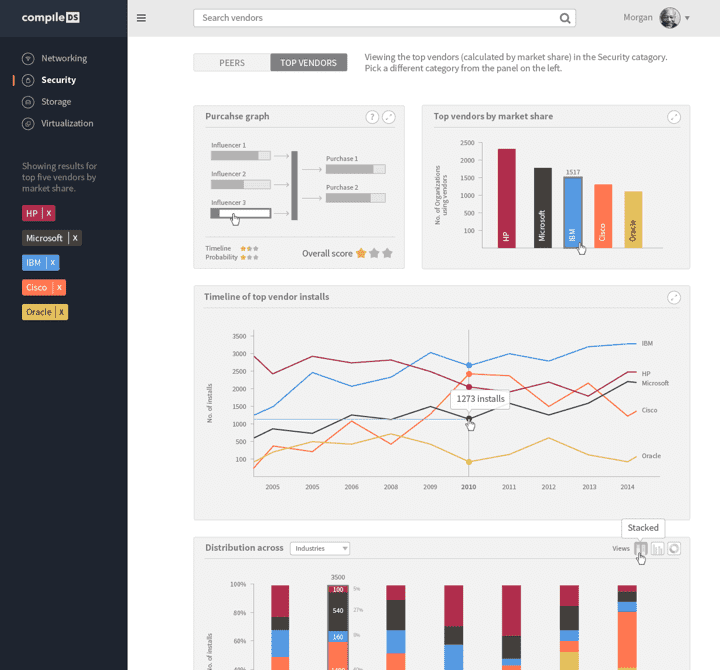 compile DS
Search vendors
Morgan
Networking
Security
Storage
Virtualization
Showing results for
top five vendors by
market share.
HP X
Microsoft X
IBM X
Cisco X
Oracle X
PEERS
TOP VENDORS
Viewing the top vendors (calculated by market share) in the Security catagory.
Pick a different category from the panel on the left.
Purcahse graph
?
Influencer 1
Influencer 2
Influencer 3
Purchase 1
Purchase 2
Timeline
Probability
Overall score
Top vendors by market share
No. of Organizations
using vendors
2500
2000
1500
1000
500
100
1517
HP
Microsoft
IBM
Cisco
Oracle
Timeline of top vendor installs
No. of installs
3500
3000
2500
2000
1500
1000
500
100
1273 installs
IBM
HP
Microsoft
Cisco
Oracle
2005
2005
2006
2008
2009
2010
2011
2012
2013
2014
Stacked
Distribution across
Industries
Views
No. of installs
100%
80%
60%
40%
3500
100
540
160
27%